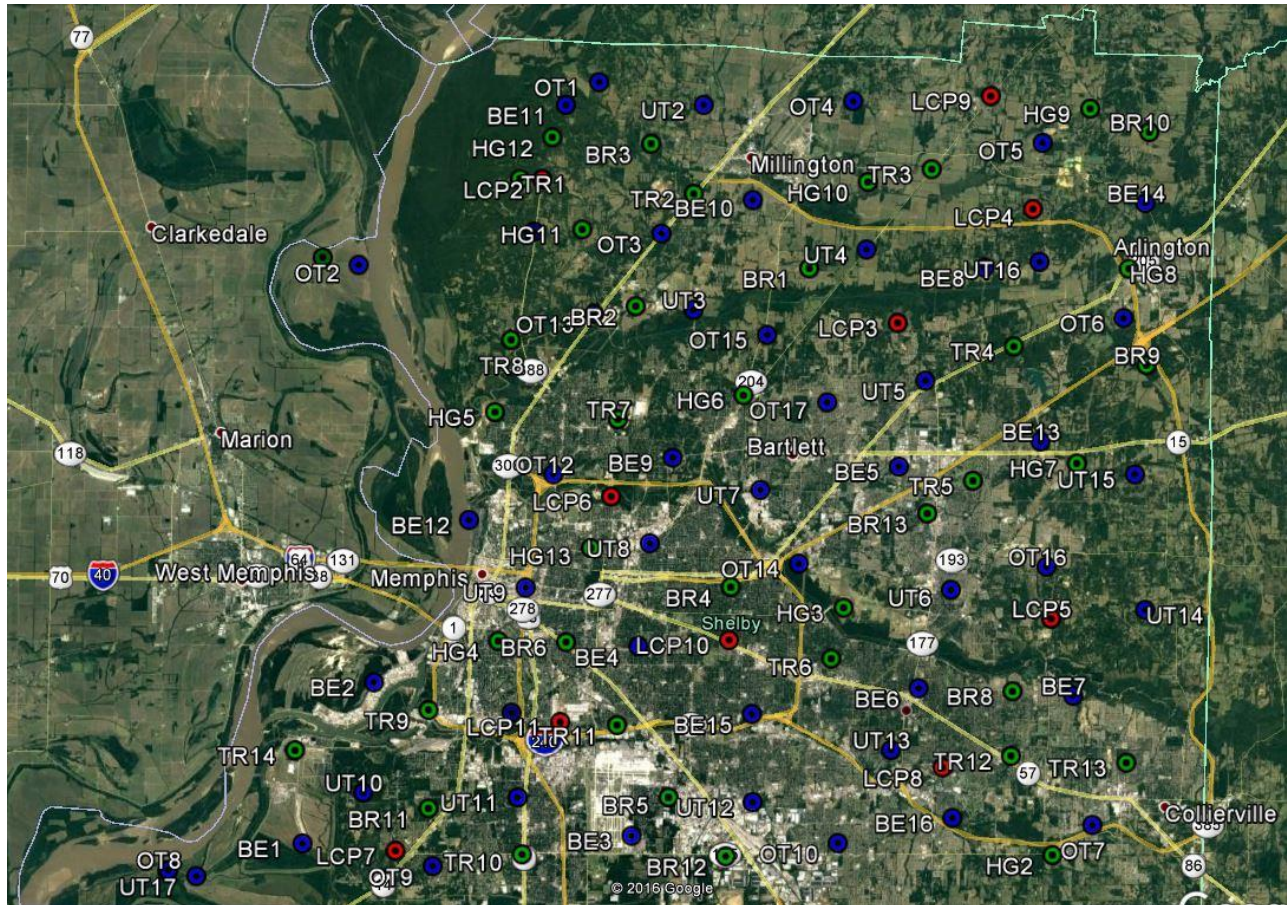 77
OT1
BE11
UT2
OT4
LCP9
HG9
BR10
HG12
BR3
Millington
OT5
LCP2
TR1
TR2
BE10
HG10
TR3
LCP4
BE14
Clarkedale
HG11
OT3
UT4
Arlington
OT2
BR1
BE8
UT16
HG8
BR2
UT3
OT13
OT15
LCP3
OT6
TR8
388
TR4
BR9
204
HG6
UT5
HG5
TR7
OT17
Marion
118
Bartlett
BE13
15
300
OT12
BE9
BE5
HG7
UT15
LCP6
UT7
TR5
BE12
BR13
HG13
UT8
64
131
193
OT16
70
40
West Memphis
38
Memphis
UT9
277
OT14
BR4
UT6
278
HG3
LCP5
UT14
1
Shelby
HG4
BR6
BE4
LCP10
177
TR6
BE2
BE6
BR8
BE7
TR9
LCP11
TR11
BE15
TR14
UT13
LCP8
TR12
57
TR13
UT10
UT11
BR5
UT12
Collierville
BR11
BE16
385
BE1
LCP7
BE3
OT8
OT9
TR10
BR12
OT10
HG2
OT7
86
UT17
© 2016 Google